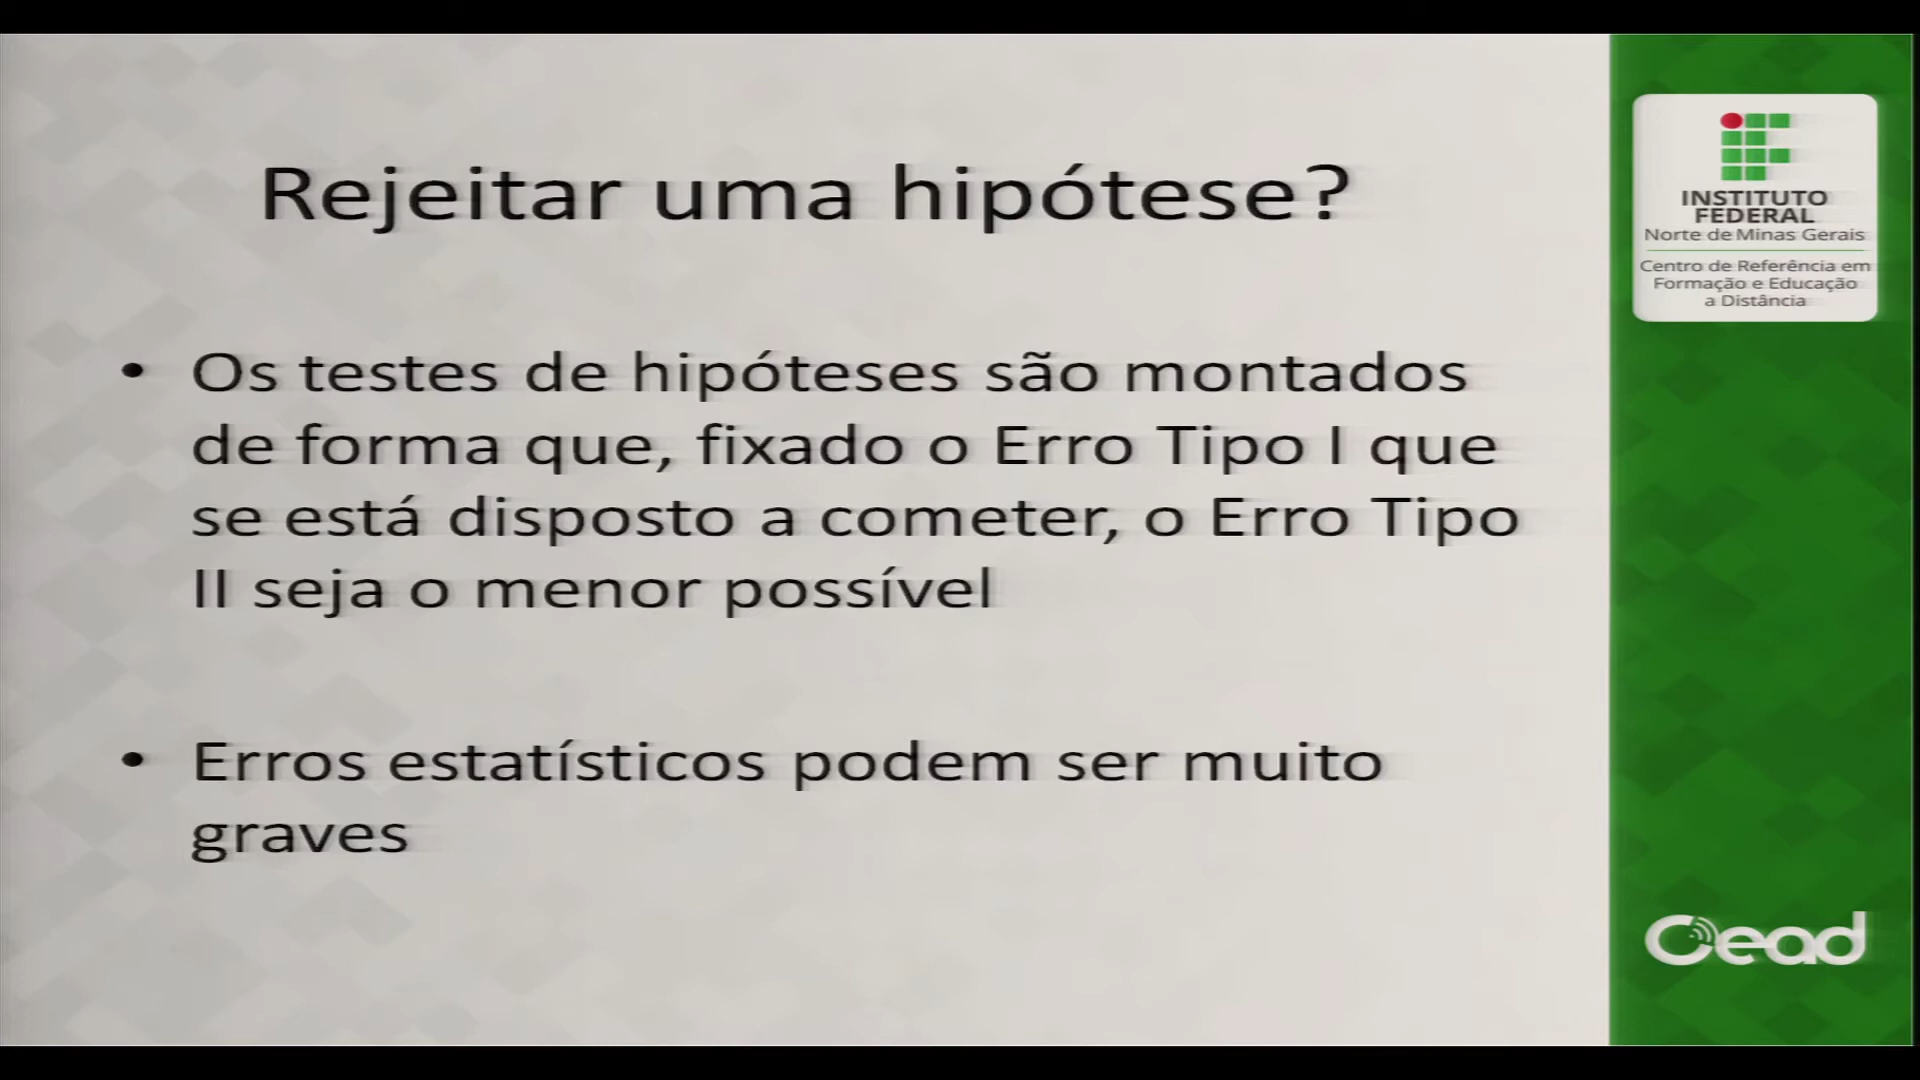 Rejeitar uma hipótese?
• Os testes de hipóteses são montados
de forma que, fixado o Erro Tipo I que
se está disposto a cometer, o Erro Tipo
II seja o menor possível
• Erros estatísticos podem ser muito
graves
INSTITUTO
FEDERAL
Norte de Minas Gerais
Centro de Referência em
Formação e Educação
a Distância
Cead